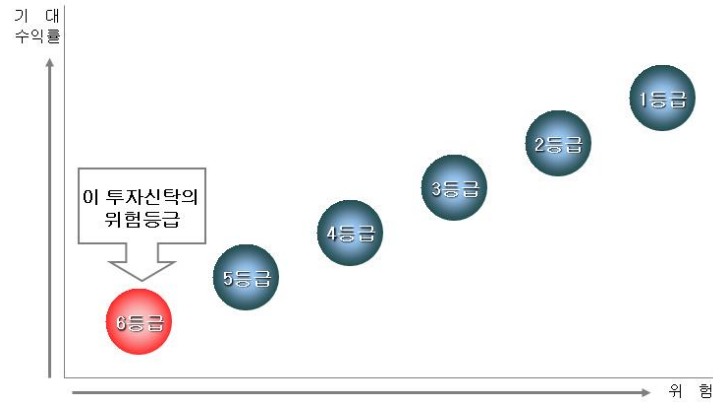 기 대
수익률
1등급
2등급
3등급
이 투자신탁의
위험등급
4등급
5등급
6등급
위 험